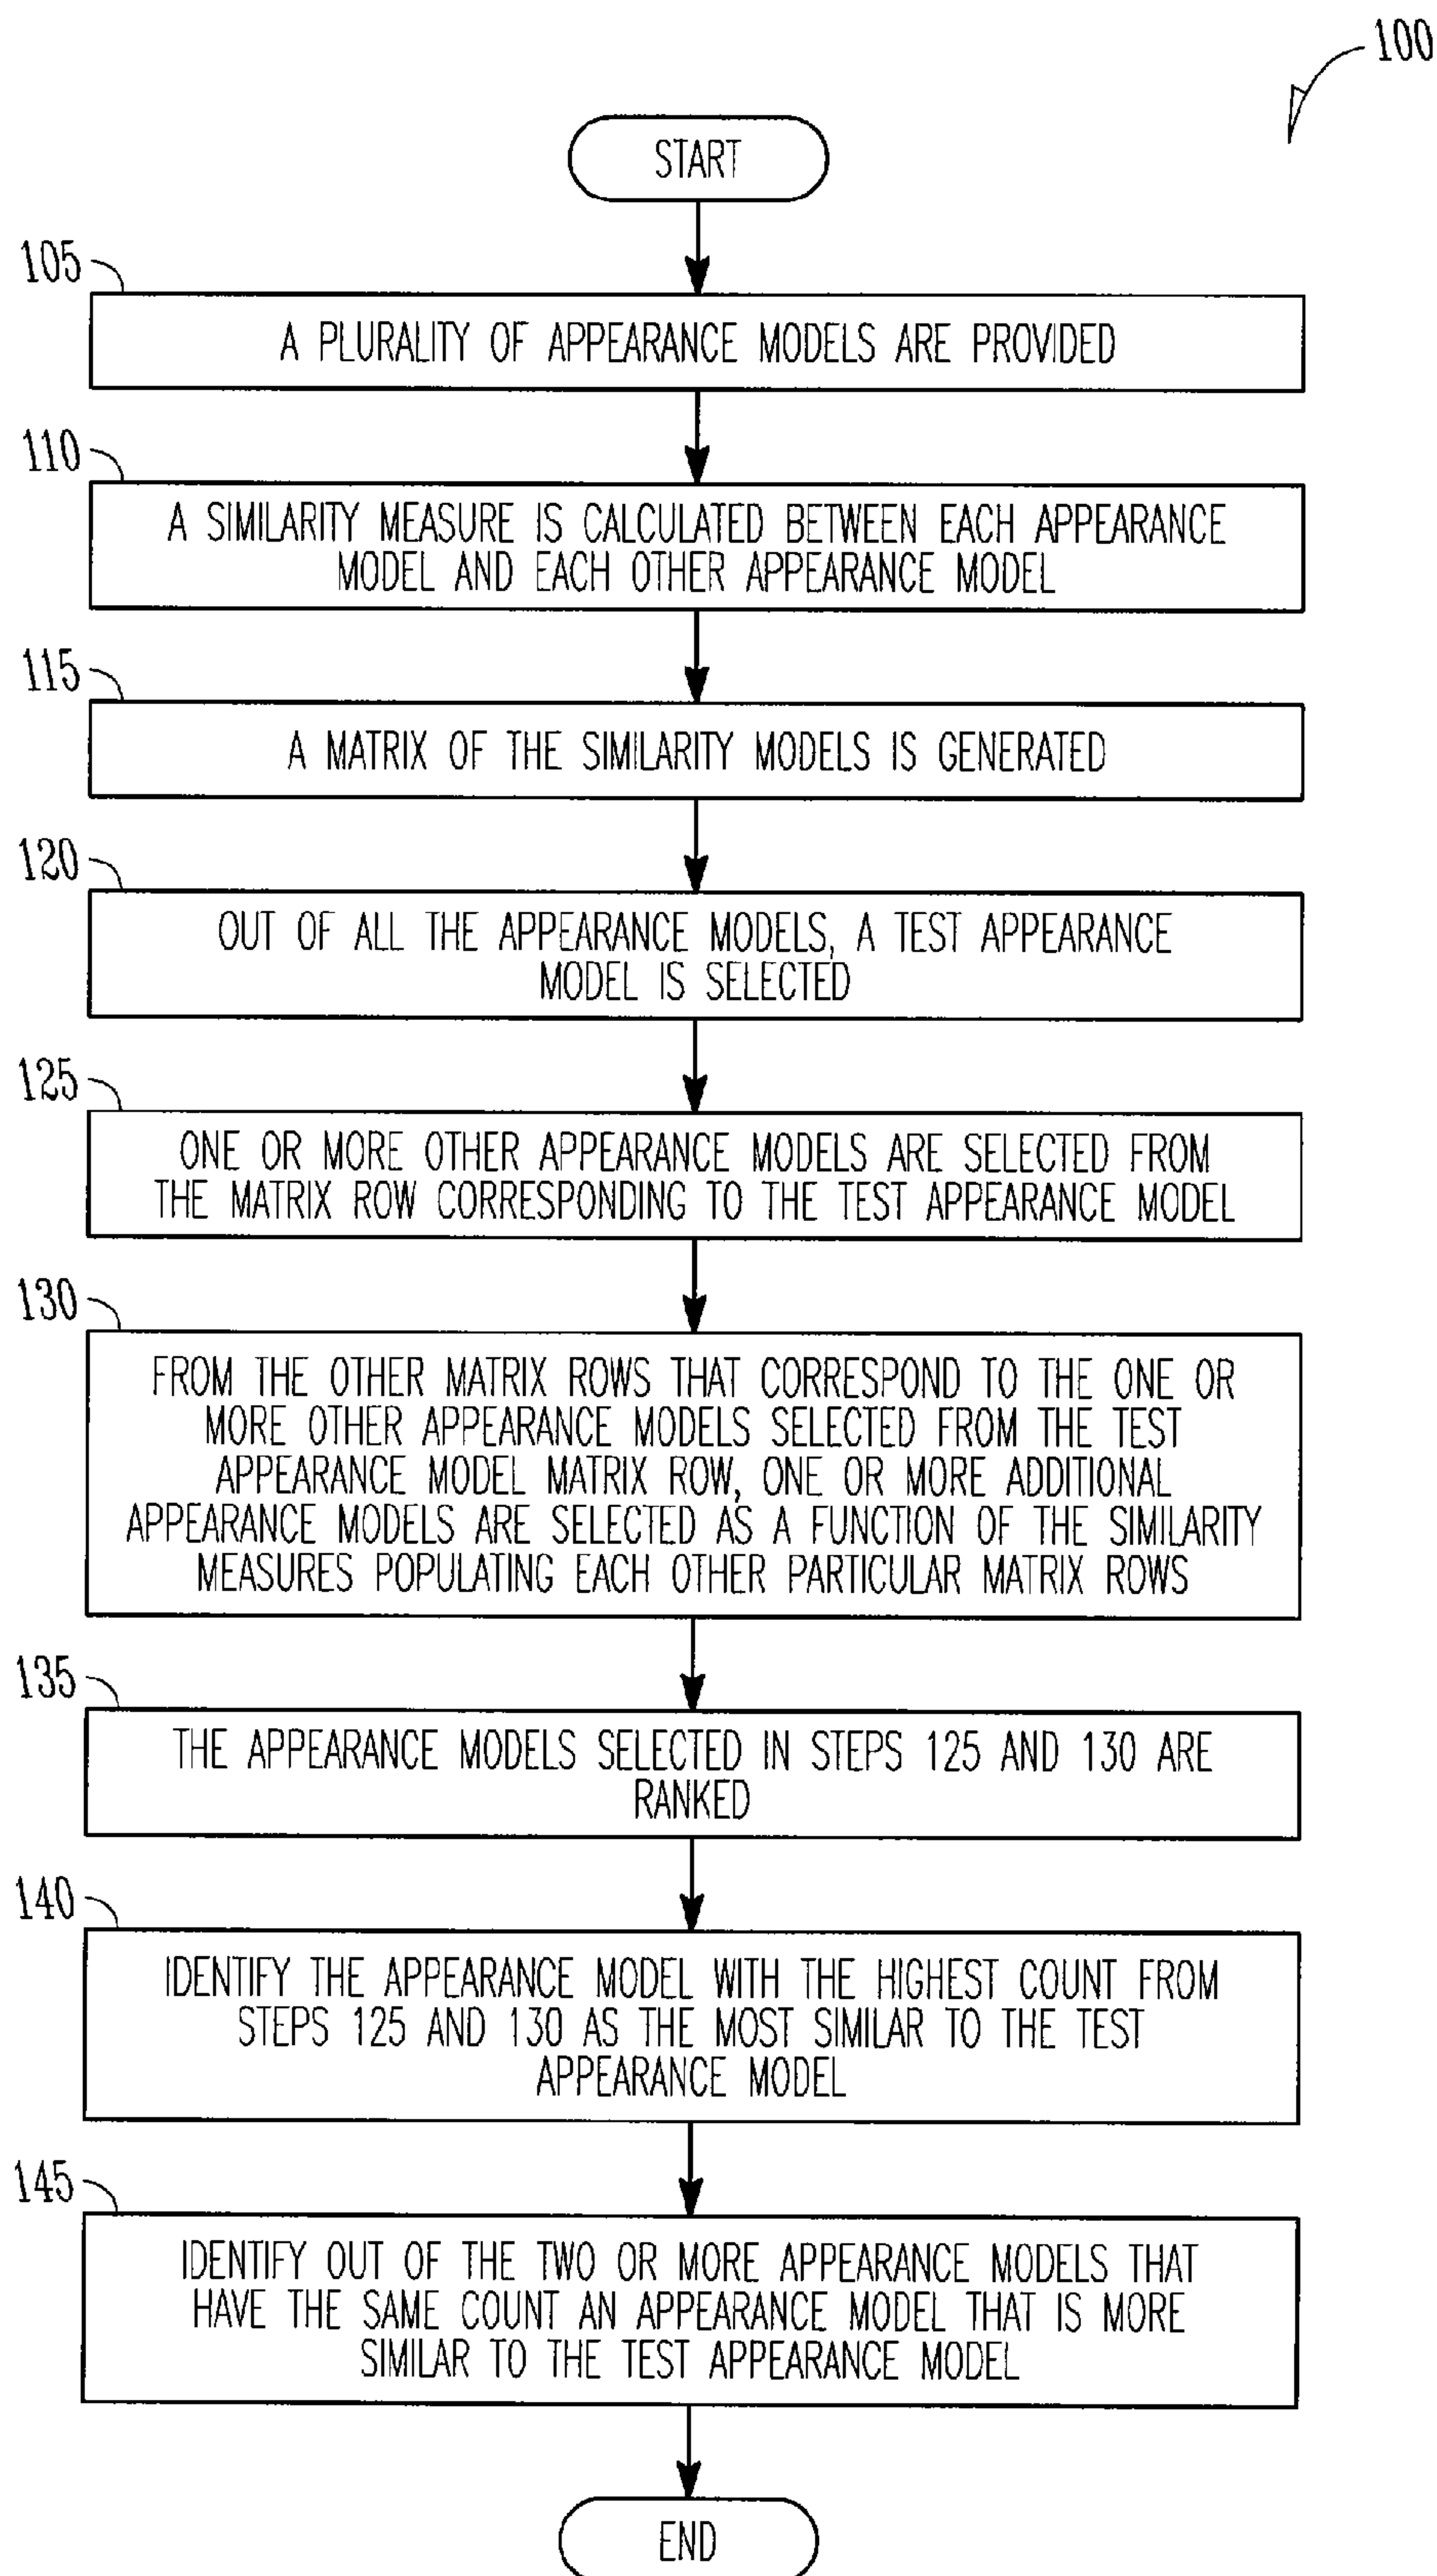 100
START
105
A PLURALITY OF APPEARANCE MODELS ARE PROVIDED
110
A SIMILARITY MEASURE IS CALCULATED BETWEEN EACH APPEARANCE
MODEL AND EACH OTHER APPEARANCE MODEL
115
A MATRIX OF THE SIMILARITY MODELS IS GENERATED
120
OUT OF ALL THE APPEARANCE MODELS, A TEST APPEARANCE
MODEL IS SELECTED
125
ONE OR MORE OTHER APPEARANCE MODELS ARE SELECTED FROM
THE MATRIX ROW CORRESPONDING TO THE TEST APPEARANCE MODEL
130
FROM THE OTHER MATRIX ROWS THAT CORRESPOND TO THE ONE OR
MORE OTHER APPEARANCE MODELS SELECTED FROM THE TEST
APPEARANCE MODEL MATRIX ROW, ONE OR MORE ADDITIONAL
APPEARANCE MODELS ARE SELECTED AS A FUNCTION OF THE SIMILARITY
MEASURES POPULATING EACH OTHER PARTICULAR MATRIX ROWS
135
THE APPEARANCE MODELS SELECTED IN STEPS 125 AND 130 ARE
RANKED
140
IDENTIFY THE APPEARANCE MODEL WITH THE HIGHEST COUNT FROM
STEPS 125 AND 130 AS THE MOST SIMILAR TO THE TEST
APPEARANCE MODEL
145
IDENTIFY OUT OF THE TWO OR MORE APPEARANCE MODELS THAT
HAVE THE SAME COUNT AN APPEARANCE MODEL THAT IS MORE
SIMILAR TO THE TEST APPEARANCE MODEL
END